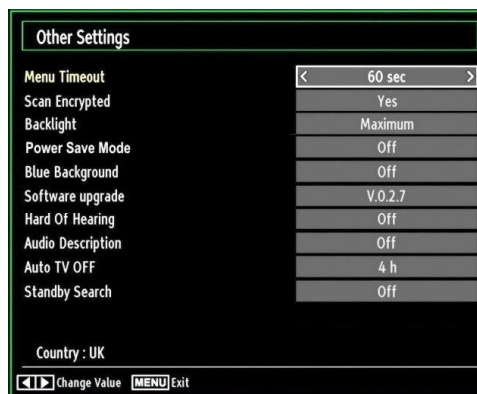 Other Settings
Menu Timeout < 60 sec >
Scan Encrypted Yes
Backlight Maximum
Power Save Mode Off
Blue Background Off
Software upgrade V.0.2.7
Hard Of Hearing Off
Audio Description Off
Auto TV OFF 4 h
Standby Search Off
Country : UK
Change Value MENU Exit